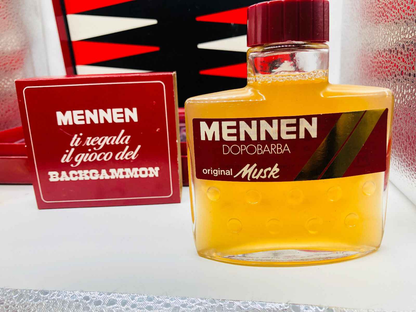 MENNEN
ti regala
il gioco del
BACKGAMMON
MENNEN
DOPOBARBA
original Musk